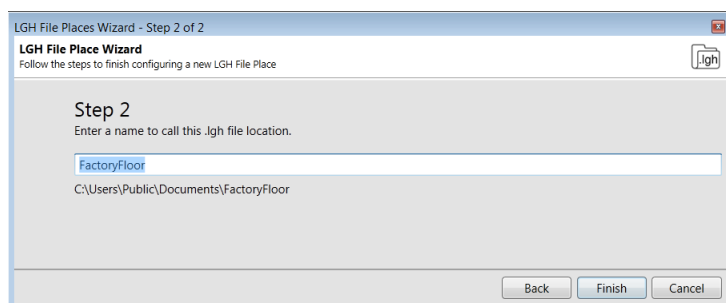 LGH File Places Wizard - Step 2 of 2
LGH File Place Wizard
Follow the steps to finish configuring a new LGH File Place
.lgh
Step 2
Enter a name to call this .lgh file location.
FactoryFloor
C:\Users\Public\Documents\FactoryFloor
Back Finish Cancel